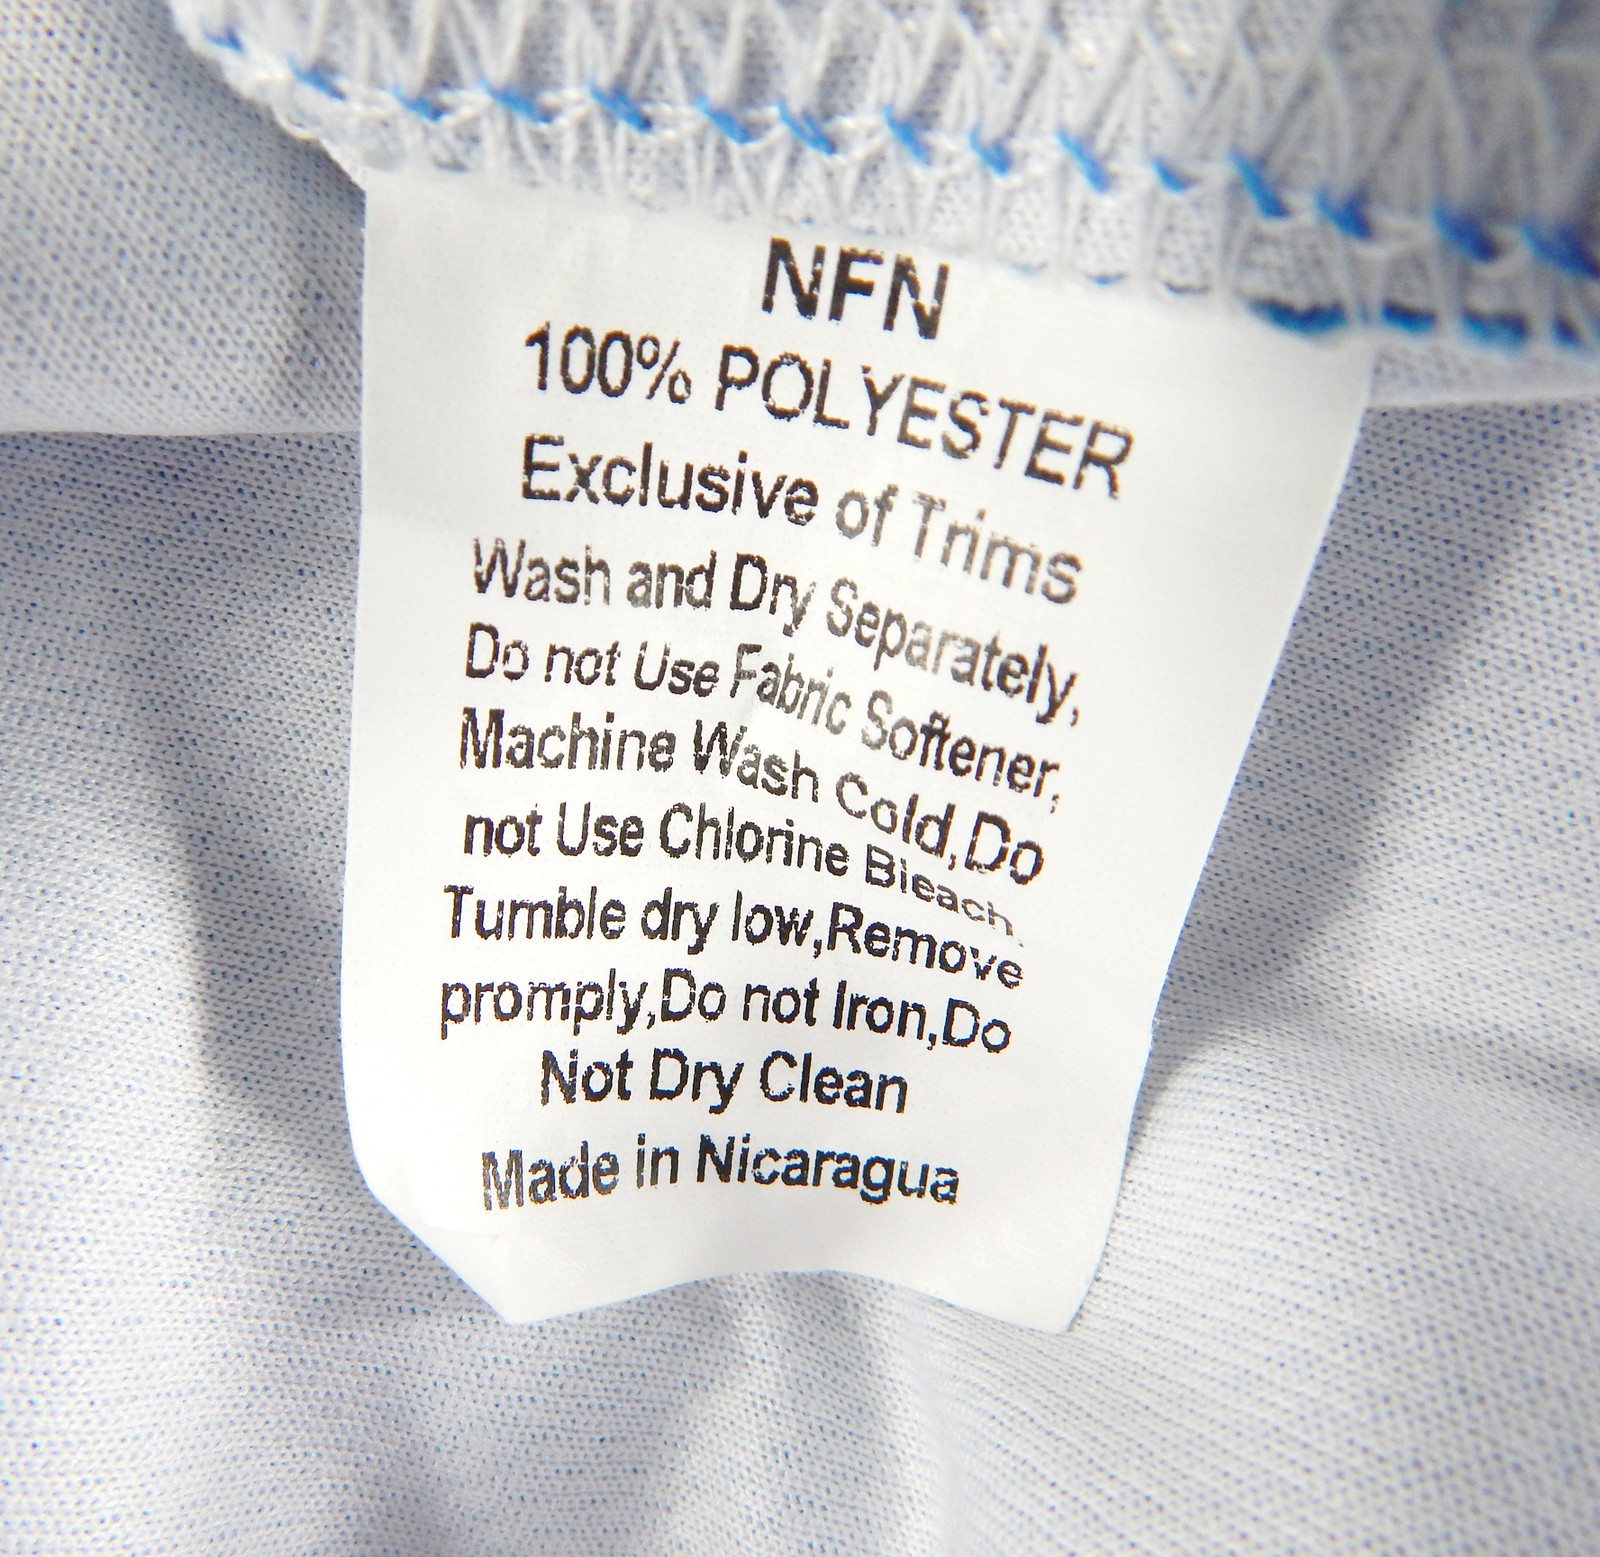 NFN
100% POLYESTER
Exclusive of Trims
Wash and Dry Separately,
Do not Use Fabric Softener,
Machine Wash Cold,Do
not Use Chlorine Bleach,
Tumble dry low,Remove
promply,Do not Iron,Do
Not Dry Clean
Made in Nicaragua